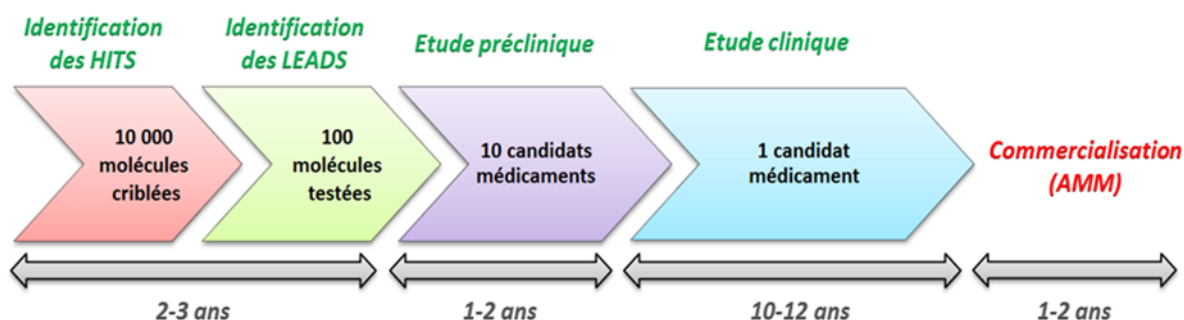 Identification
des HITS
Identification
des LEADS
Etude préclinique
Etude clinique
10 000
molécules
criblées
100
molécules
testées
10 candidats
médicaments
1 candidat
médicament
Commercialisation
(AMM)
2-3 ans
1-2 ans
10-12 ans
1-2 ans